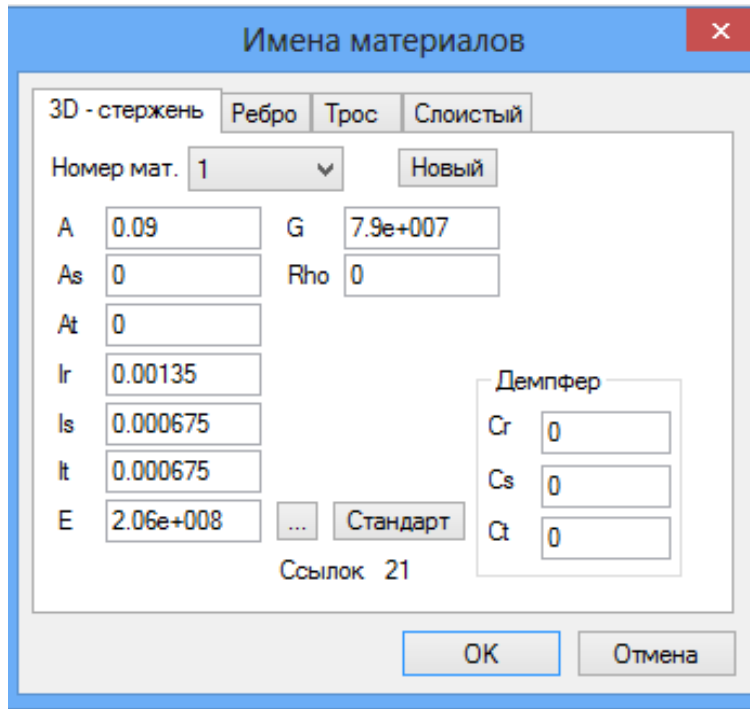 Имена материалов
3D - стержень Ребро Трос Слоистый
Номер мат. 1 Новый
A 0.09 G 7.9e+007
As 0 Rho 0
At 0
Ir 0.00135
Демпфер
Is 0.000675 Cr 0
It 0.000675 Cs 0
E 2.06e+008 ... Стандарт Ct 0
Ссылок 21
OK Отмена